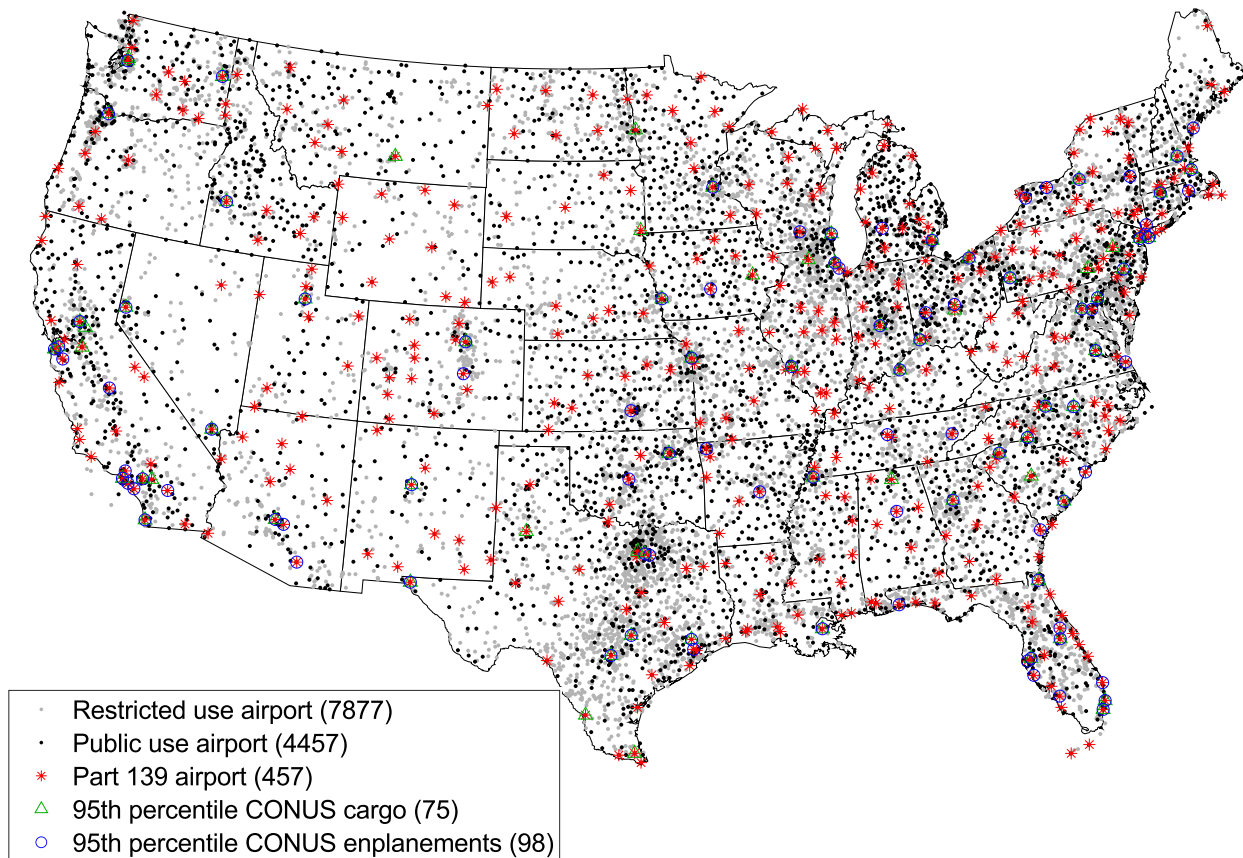 Restricted use airport (7877)
Public use airport (4457)
Part 139 airport (457)
95th percentile CONUS cargo (75)
95th percentile CONUS enplanements (98)